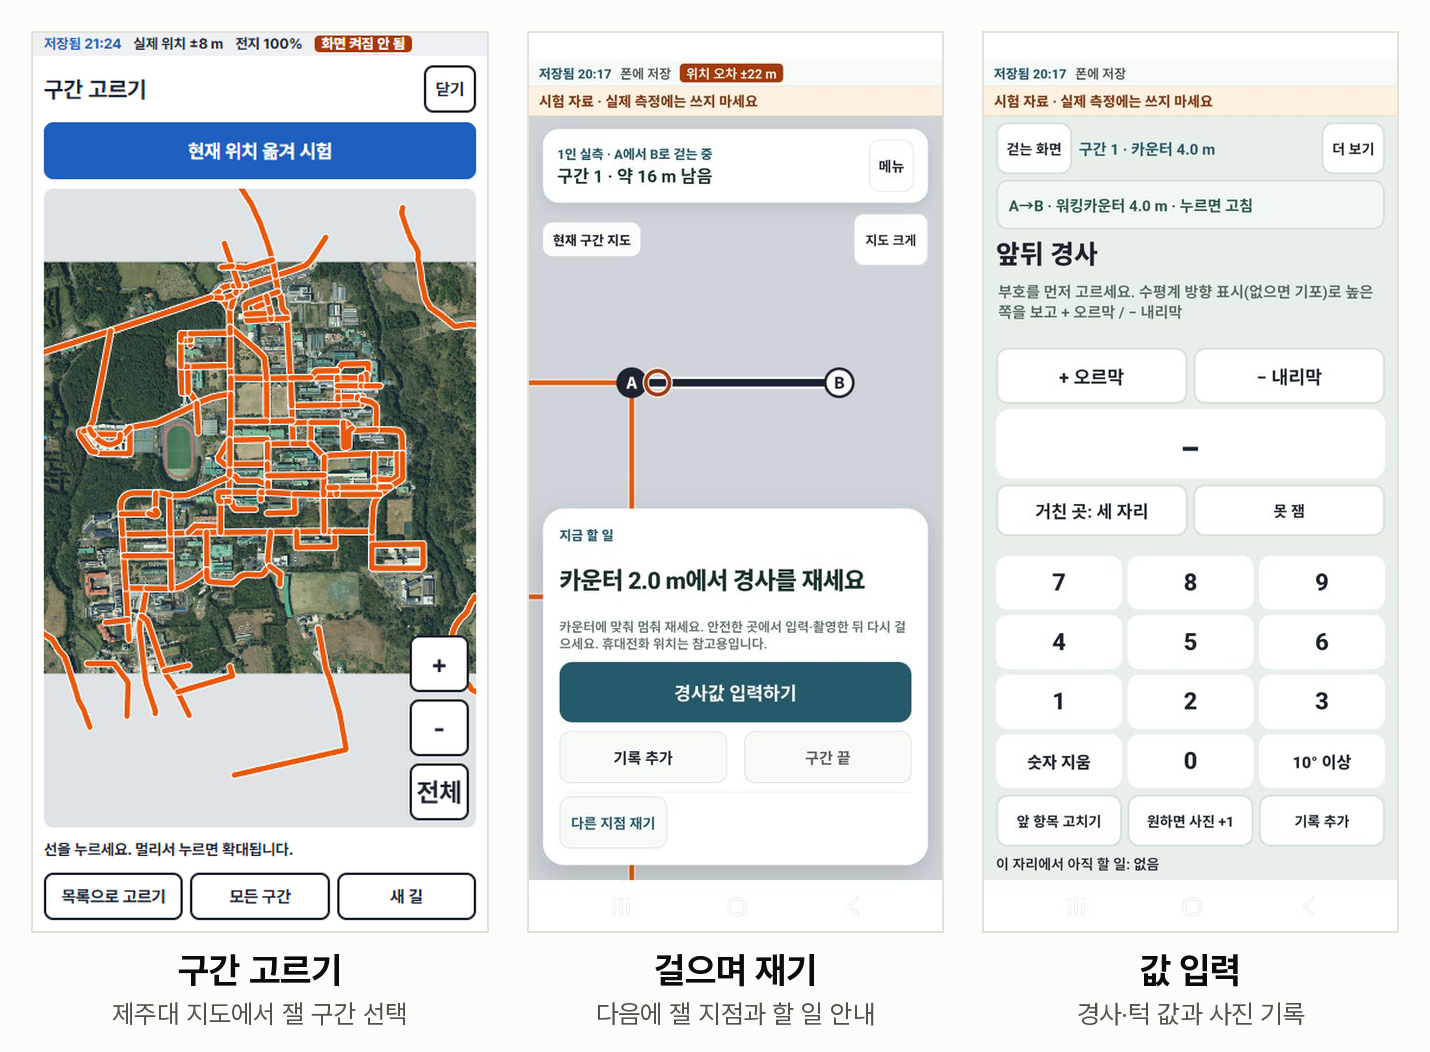 저장됨 21:24 실제 위치 ±8 m 전지 100% 화면 켜짐 안 됨
구간 고르기
닫기
현재 위치 옮겨 시험
+
-
전체
선을 누르세요. 멀리서 누르면 확대됩니다.
목록으로 고르기
모든 구간
새 길
구간 고르기
제주대 지도에서 잴 구간 선택
저장됨 20:17 폰에 저장 위치 오차 ±22 m
시험 자료 · 실제 측정에는 쓰지 마세요
1인 실측 · A에서 B로 걷는 중
구간 1 · 약 16 m 남음
메뉴
현재 구간 지도
지도 크게
A
B
지금 할 일
카운터 2.0 m에서 경사를 재세요
카운터에 맞춰 멈춰 재세요. 안전한 곳에서 입력·촬영한 뒤 다시 걸
으세요. 휴대전화 위치는 참고용입니다.
경사값 입력하기
기록 추가
구간 끝
다른 지점 재기
걸으며 재기
다음에 잴 지점과 할 일 안내
저장됨 20:17 폰에 저장
시험 자료 · 실제 측정에는 쓰지 마세요
걷는 화면
구간 1 · 카운터 4.0 m
더 보기
A→B · 워킹카운터 4.0 m · 누르면 고침
앞뒤 경사
부호를 먼저 고르세요. 수평계 방향 표시(없으면 기포)로 높은
쪽을 보고 + 오르막 / − 내리막
+ 오르막
− 내리막
–
거친 곳: 세 자리
못 잼
7
8
9
4
5
6
1
2
3
숫자 지움
0
10° 이상
앞 항목 고치기
원하면 사진 +1
기록 추가
이 자리에서 아직 할 일: 없음
값 입력
경사·턱 값과 사진 기록